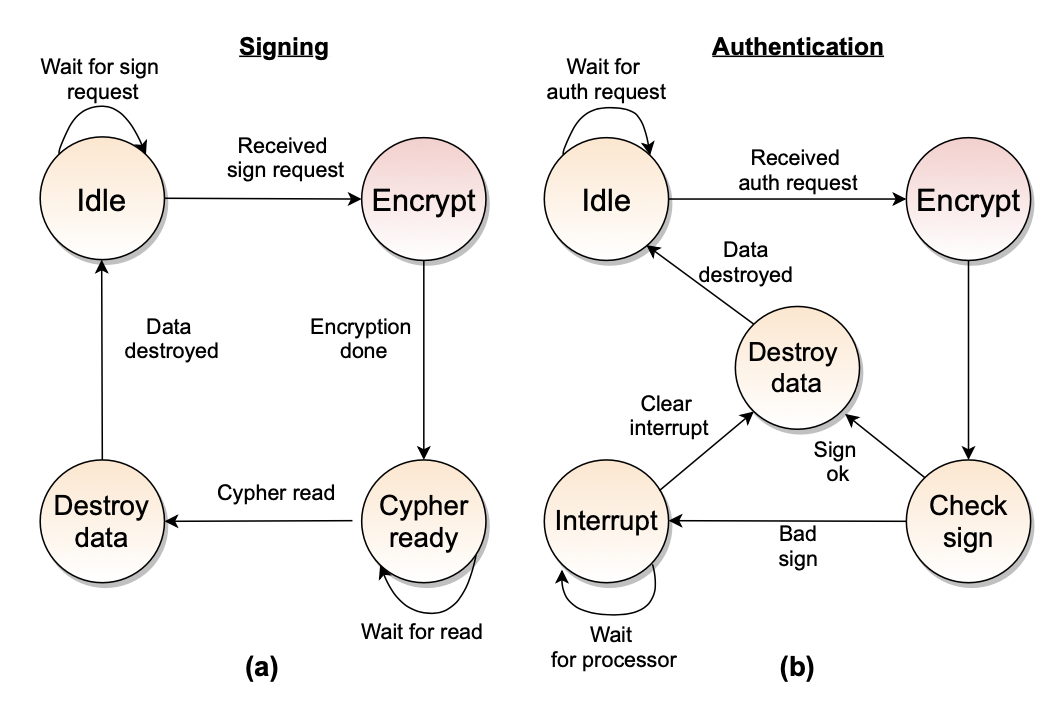 Signing
Wait for sign
request
Idle
Received
sign request
Encrypt
Data
destroyed
Encryption
done
Destroy
data
Cypher read
Cypher
ready
Wait for read
(a)
Authentication
Wait for
auth request
Idle
Received
auth request
Encrypt
Data
destroyed
Destroy
data
Clear
interrupt
Sign
ok
Interrupt
Bad
sign
Check
sign
Wait
for processor
(b)